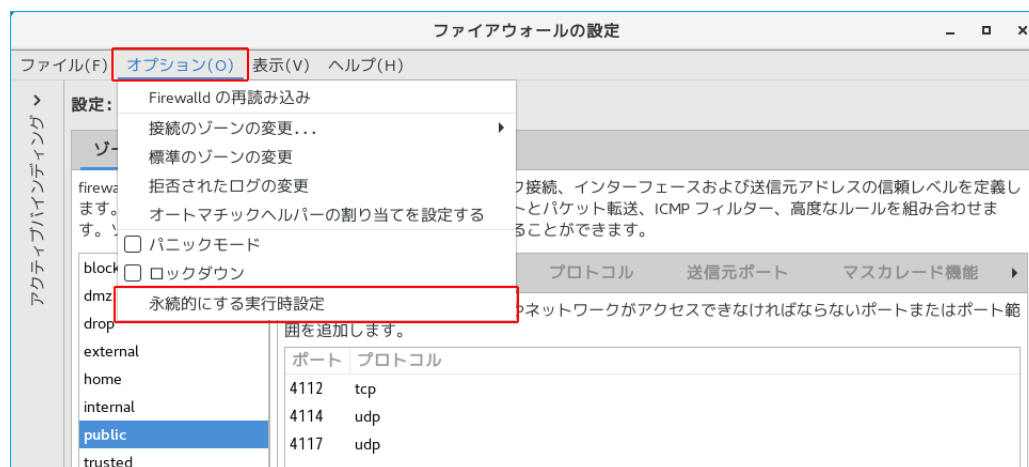 ファイアウォールの設定
ファイル(F) オプション(O) 表示(V) ヘルプ(H)
アクティブバインディング
設定:
Firewalld の再読み込み
接続のゾーンの変更...
標準のゾーンの変更
拒否されたログの変更
オートマチックヘルパーの割り当てを設定する
パニックモード
ロックダウン
永続的にする実行時設定
ゾー
firewa
ク接続、インターフェースおよび送信元アドレスの信頼レベルを定義し
ます。
トとパケット転送、ICMP フィルター、高度なルールを組み合わせま
す。
ることができます。
プロトコル 送信元ポート マスカレード機能
ネットワークがアクセスできなければならないポートまたはポート範
囲を追加します。
block
dmz
drop
external
home
internal
public
trusted
ポート プロトコル
4112 tcp
4114 udp
4117 udp